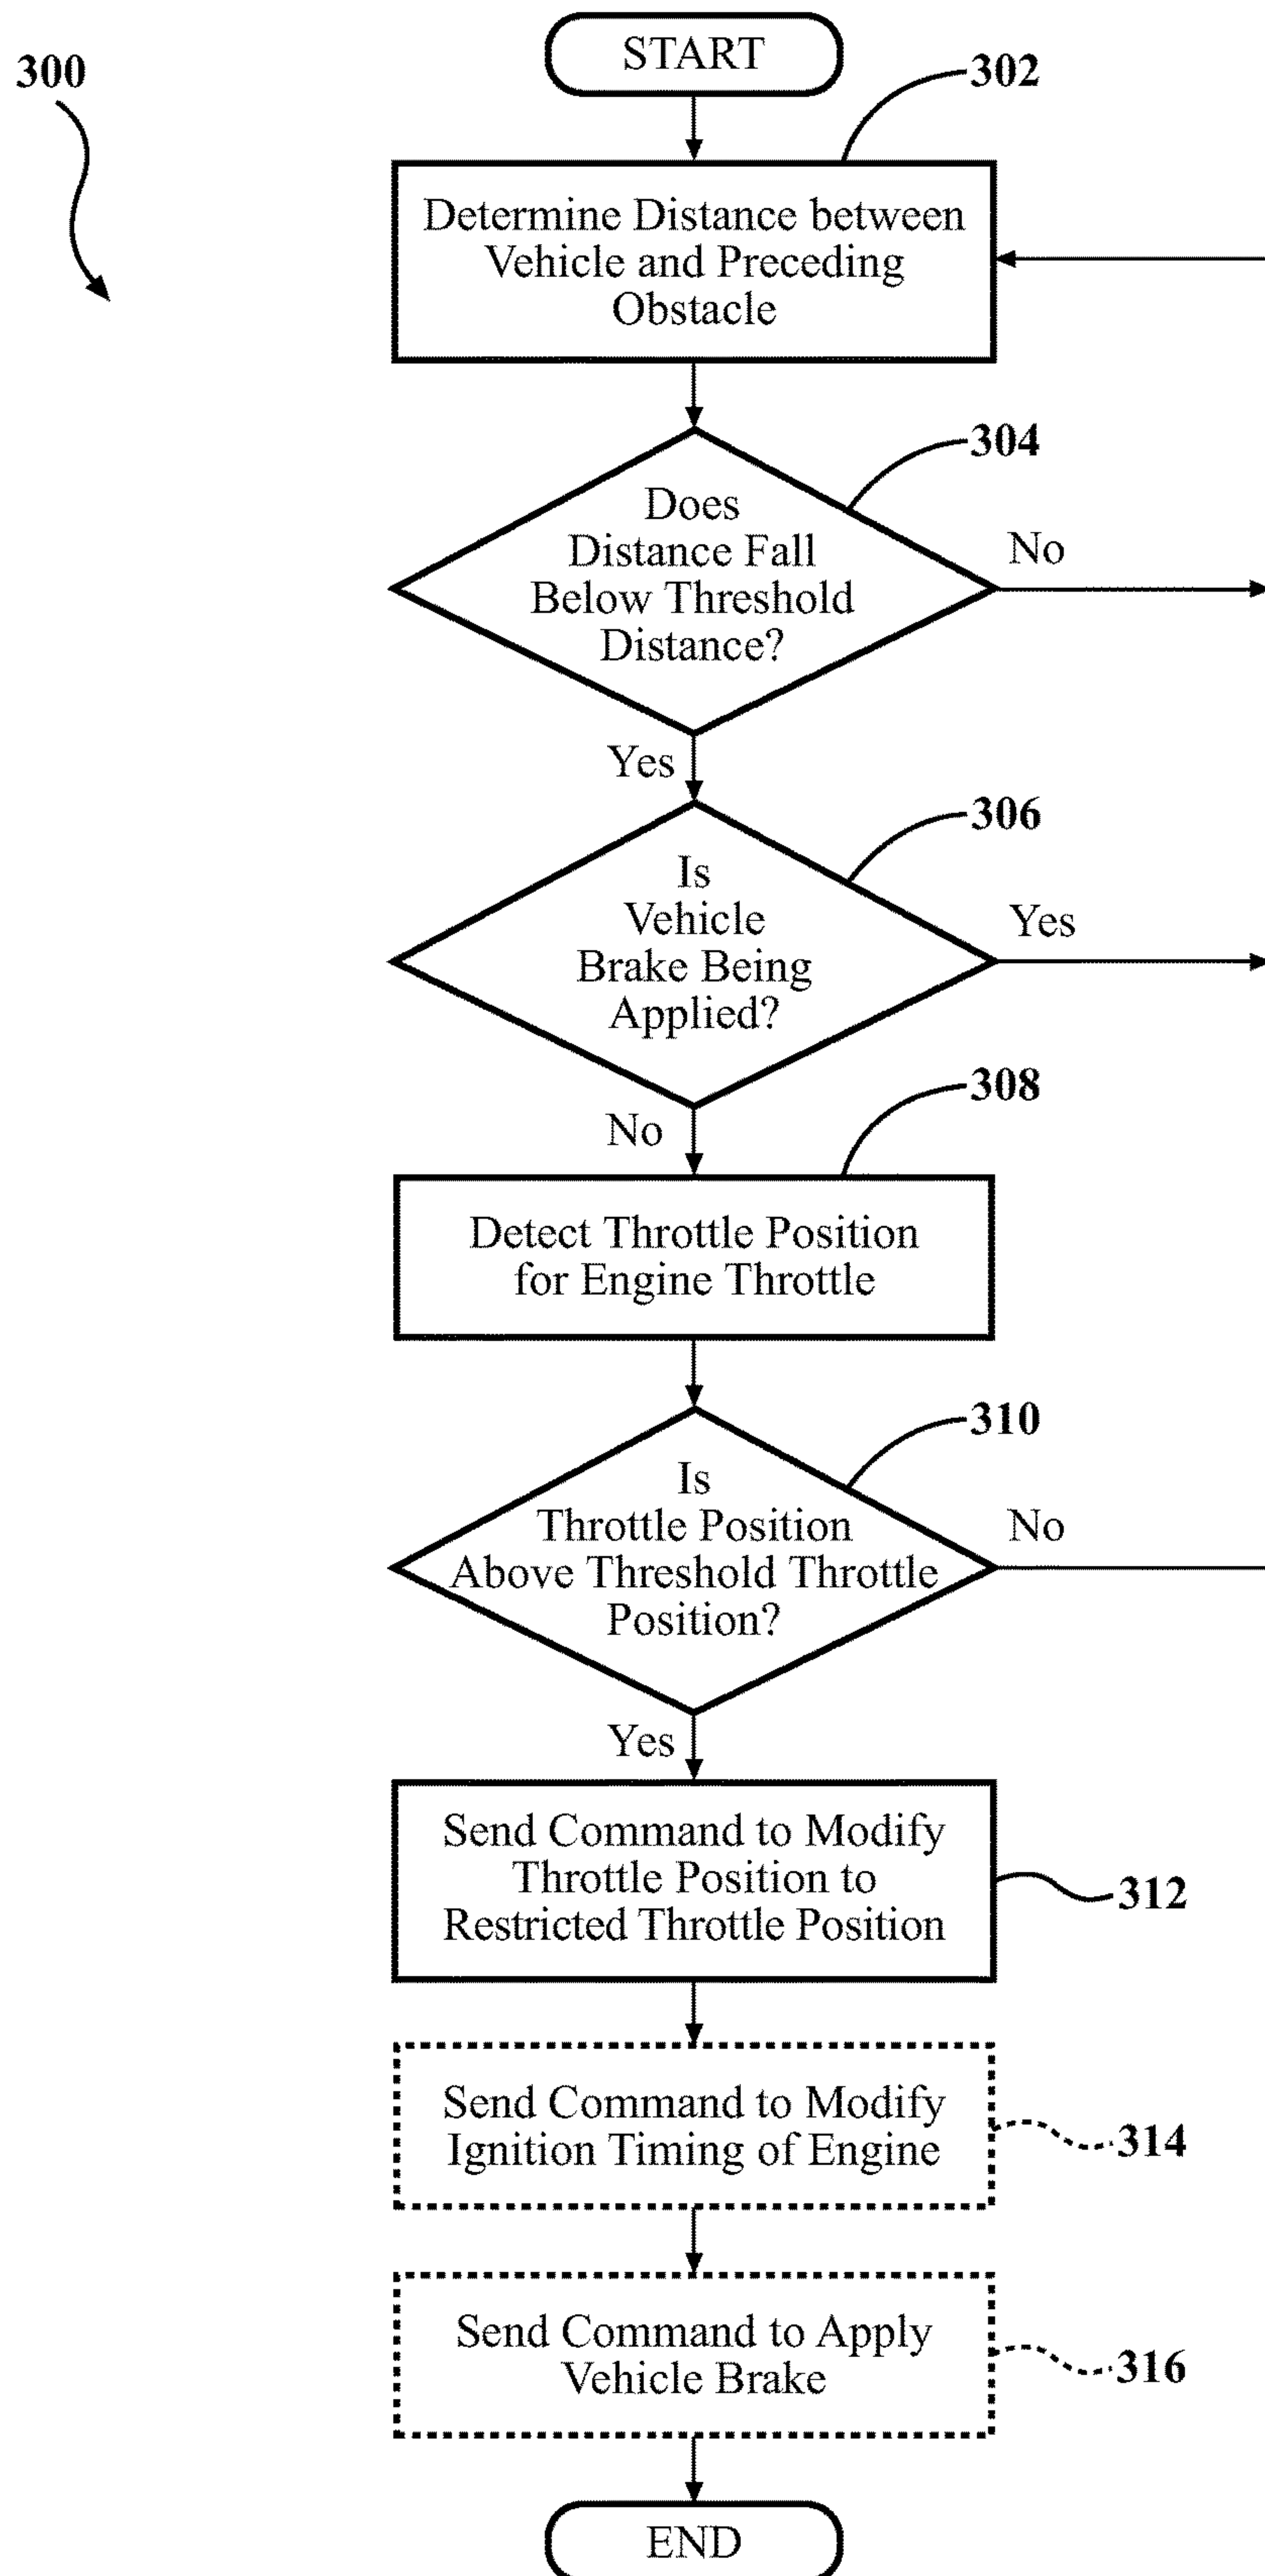 300
START
302
Determine Distance between
Vehicle and Preceding
Obstacle
304
Does
Distance Fall
Below Threshold
Distance?
No
Yes
306
Is
Vehicle
Brake Being
Applied?
Yes
No
308
Detect Throttle Position
for Engine Throttle
310
Is
Throttle Position
Above Threshold Throttle
Position?
No
Yes
Send Command to Modify
Throttle Position to
Restricted Throttle Position
312
Send Command to Modify
Ignition Timing of Engine
314
Send Command to Apply
Vehicle Brake
316
END